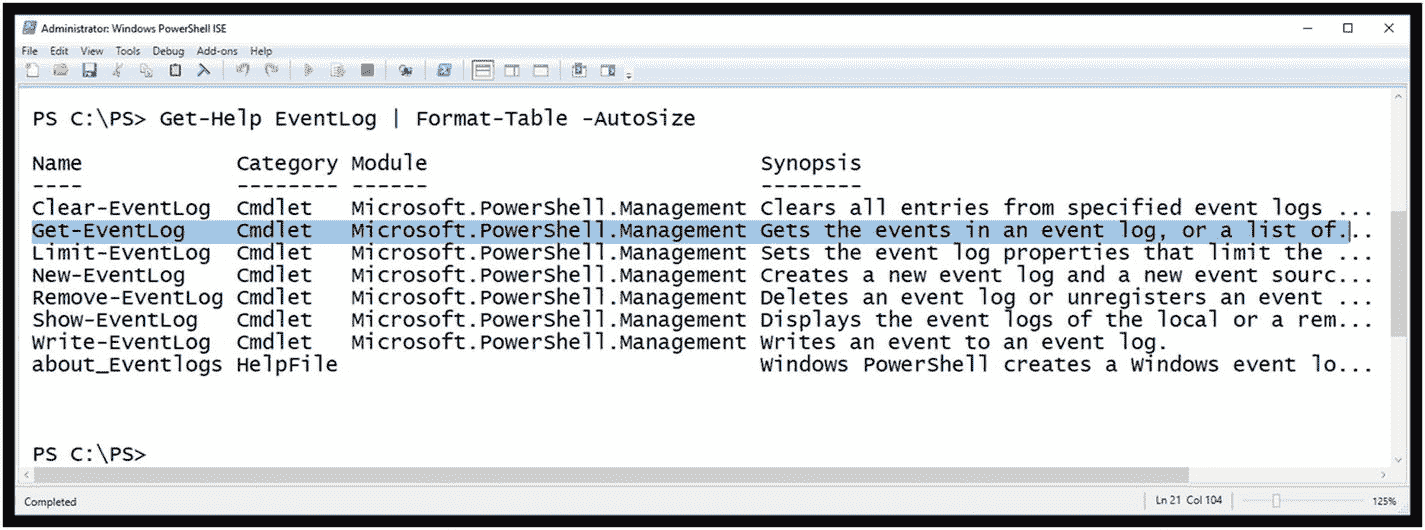 Administrator: Windows PowerShell ISE
File Edit View Tools Debug Add-ons Help
PS C:\PS> Get-Help EventLog | Format-Table -AutoSize
Name Category Module Synopsis
---- -------- ------ --------
Clear-EventLog Cmdlet Microsoft.PowerShell.Management Clears all entries from specified event logs ...
Get-EventLog Cmdlet Microsoft.PowerShell.Management Gets the events in an event log, or a list of...
Limit-EventLog Cmdlet Microsoft.PowerShell.Management Sets the event log properties that limit the ...
New-EventLog Cmdlet Microsoft.PowerShell.Management Creates a new event log and a new event sourc...
Remove-EventLog Cmdlet Microsoft.PowerShell.Management Deletes an event log or unregisters an event ...
Show-EventLog Cmdlet Microsoft.PowerShell.Management Displays the event logs of the local or a rem...
Write-EventLog Cmdlet Microsoft.PowerShell.Management Writes an event to an event log.
about_Eventlogs HelpFile Windows PowerShell creates a Windows event lo...
PS C:\PS>
Completed Ln 21 Col 104 125%